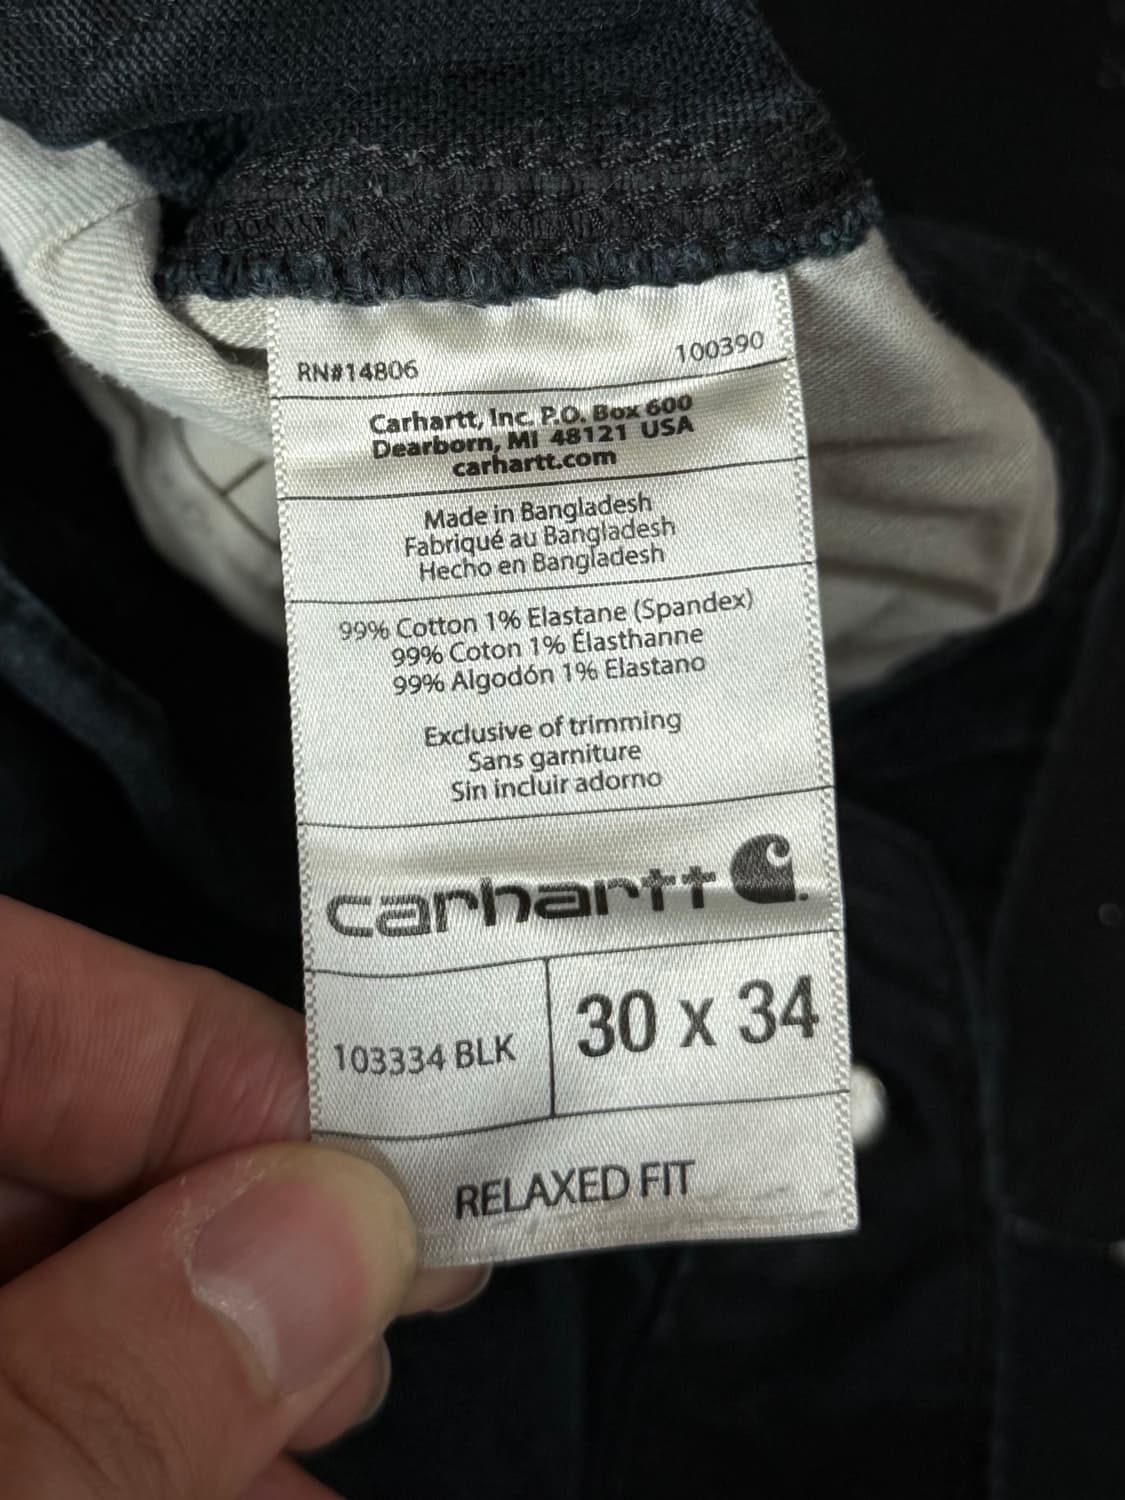 RN#14806 100390
Carhartt, Inc. P.O. Box 600
Dearborn, MI 48121 USA
carhartt.com
Made in Bangladesh
Fabriqué au Bangladesh
Hecho en Bangladesh
99% Cotton 1% Elastane (Spandex)
99% Coton 1% Élasthanne
99% Algodón 1% Elastano
Exclusive of trimming
Sans garniture
Sin incluir adorno
carhartt
103334 BLK 30 x 34
RELAXED FIT